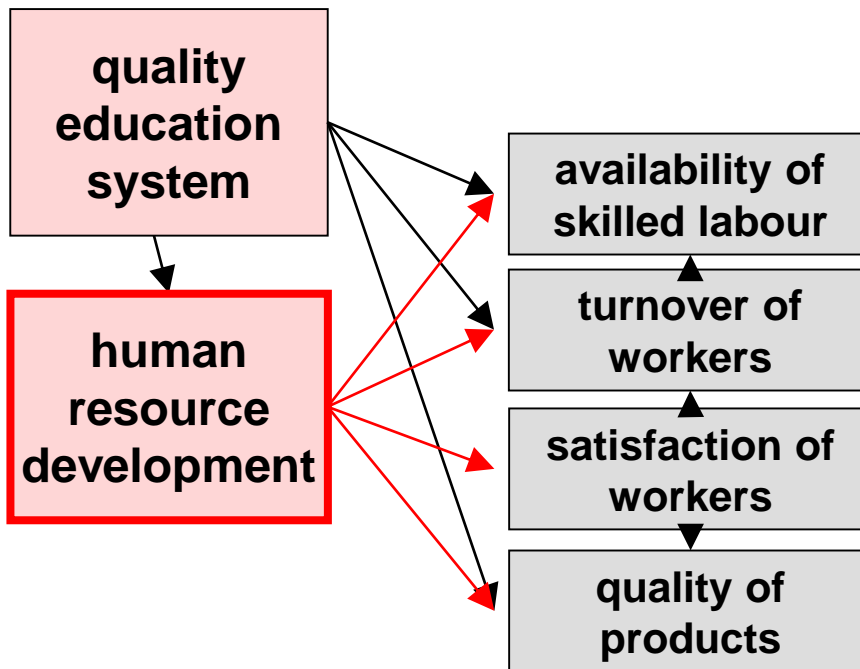 quality
education
system
human
resource
development
availability of
skilled labour
turnover of
workers
satisfaction of
workers
quality of
products